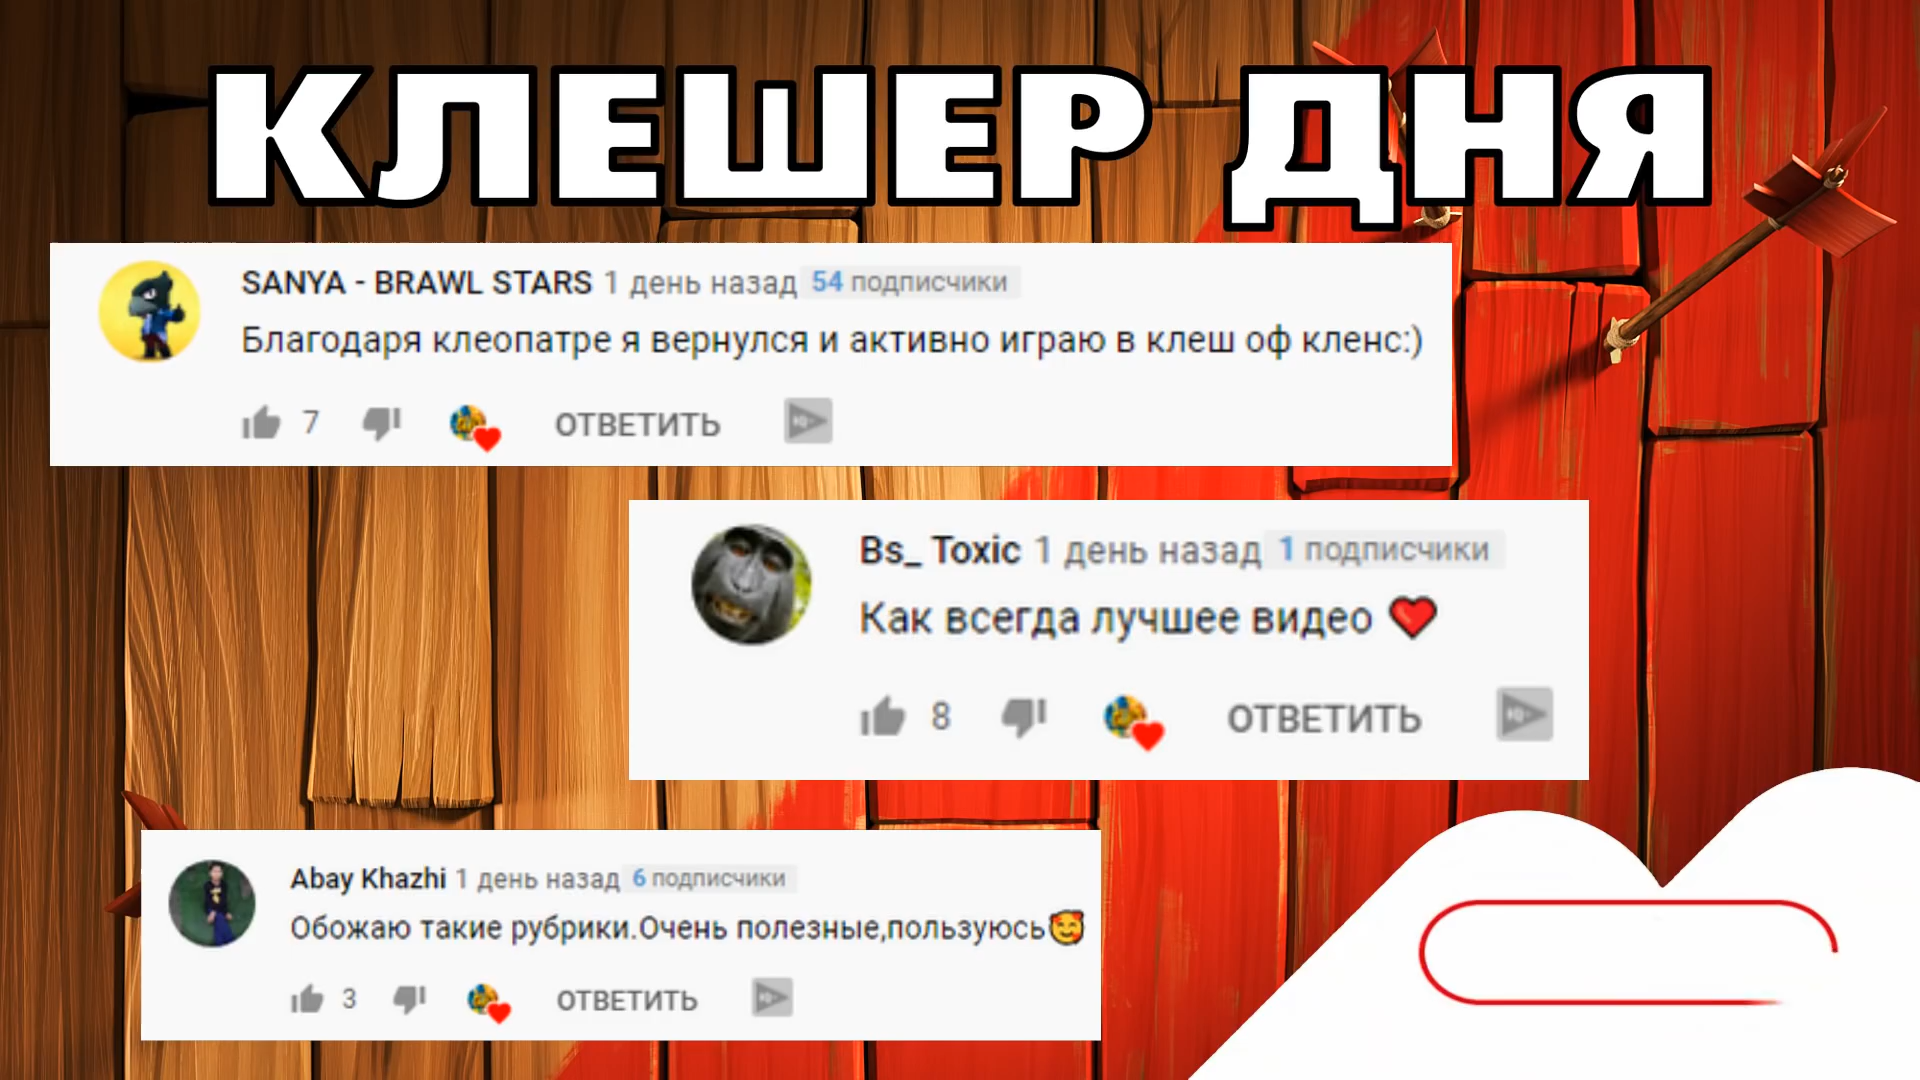 КЛЕШЕР ДНЯ
SANYA - BRAWL STARS 1 день назад 54 подписчики
Благодаря клеопатре я вернулся и активно играю в клеш оф кленс:)
7 ОТВЕТИТЬ
Bs_ Toxic 1 день назад 1 подписчики
Как всегда лучшее видео ❤️
8 ОТВЕТИТЬ
Abay Khazhi 1 день назад 6 подписчики
Обожаю такие рубрики.Очень полезные,пользуюсь🥰
3 ОТВЕТИТЬ